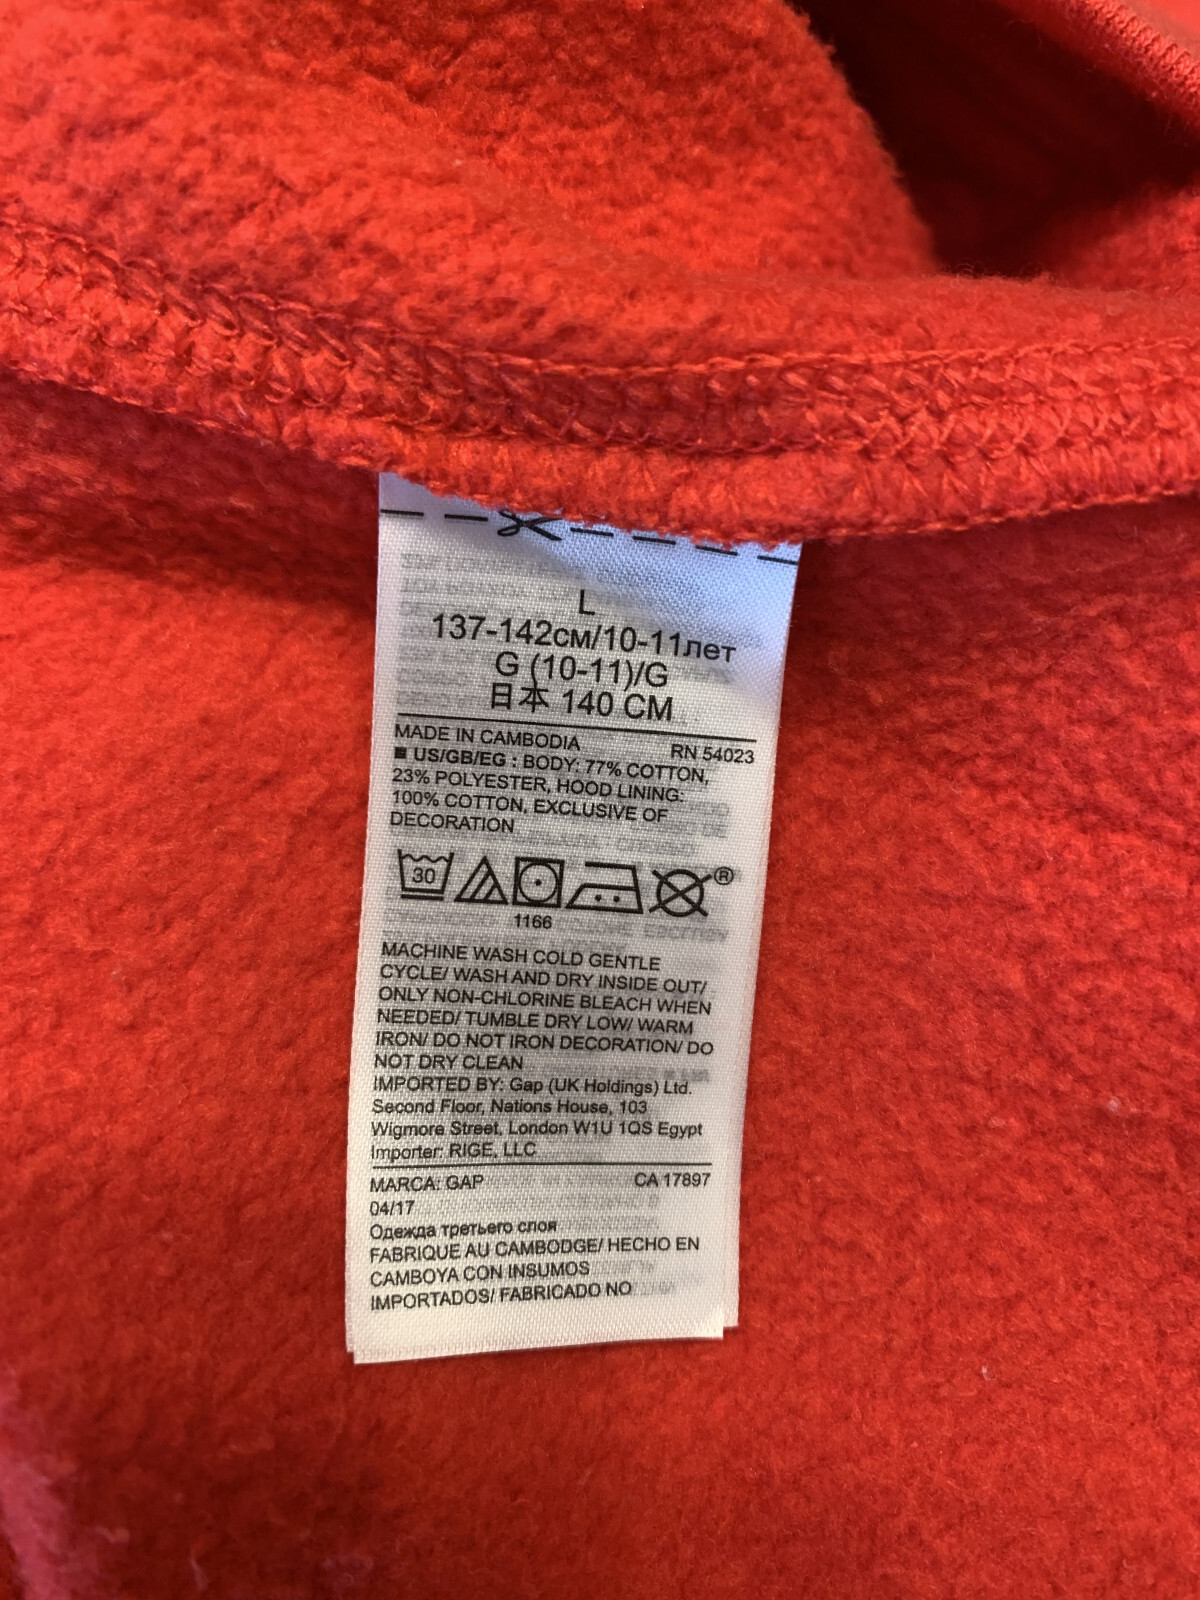 L
137-142см/10-11лет
G (10-11)/G
日本 140 CM
MADE IN CAMBODIA RN 54023
■ US/GB/EG : BODY: 77% COTTON,
23% POLYESTER, HOOD LINING:
100% COTTON, EXCLUSIVE OF
DECORATION
30 ®
1166
MACHINE WASH COLD GENTLE
CYCLE/ WASH AND DRY INSIDE OUT/
ONLY NON-CHLORINE BLEACH WHEN
NEEDED/ TUMBLE DRY LOW/ WARM
IRON/ DO NOT IRON DECORATION/ DO
NOT DRY CLEAN
IMPORTED BY: Gap (UK Holdings) Ltd.
Second Floor, Nations House, 103
Wigmore Street, London W1U 1QS Egypt
Importer: RIGE, LLC
MARCA: GAP CA 17897
04/17
Одежда третьего слоя
FABRIQUE AU CAMBODGE/ HECHO EN
CAMBOYA CON INSUMOS
IMPORTADOS/ FABRICADO NO